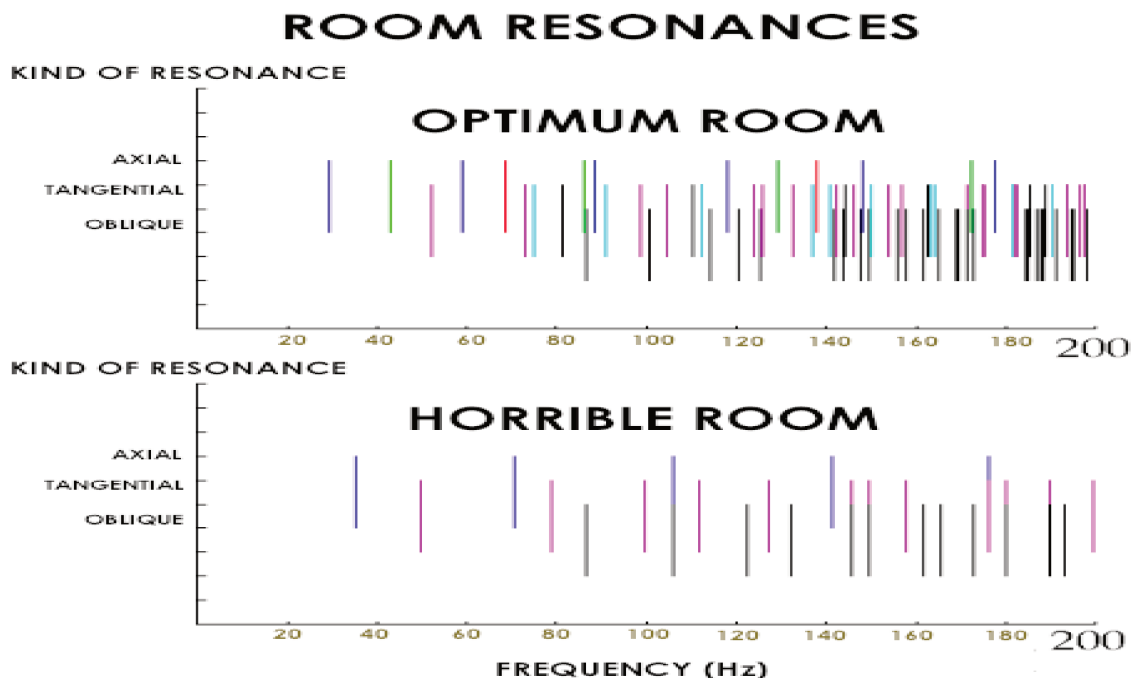 ROOM RESONANCES
KIND OF RESONANCE
OPTIMUM ROOM
AXIAL
TANGENTIAL
OBLIQUE
20 40 60 80 100 120 140 160 180 200
KIND OF RESONANCE
HORRIBLE ROOM
AXIAL
TANGENTIAL
OBLIQUE
20 40 60 80 100 120 140 160 180 200
FREQUENCY (Hz)